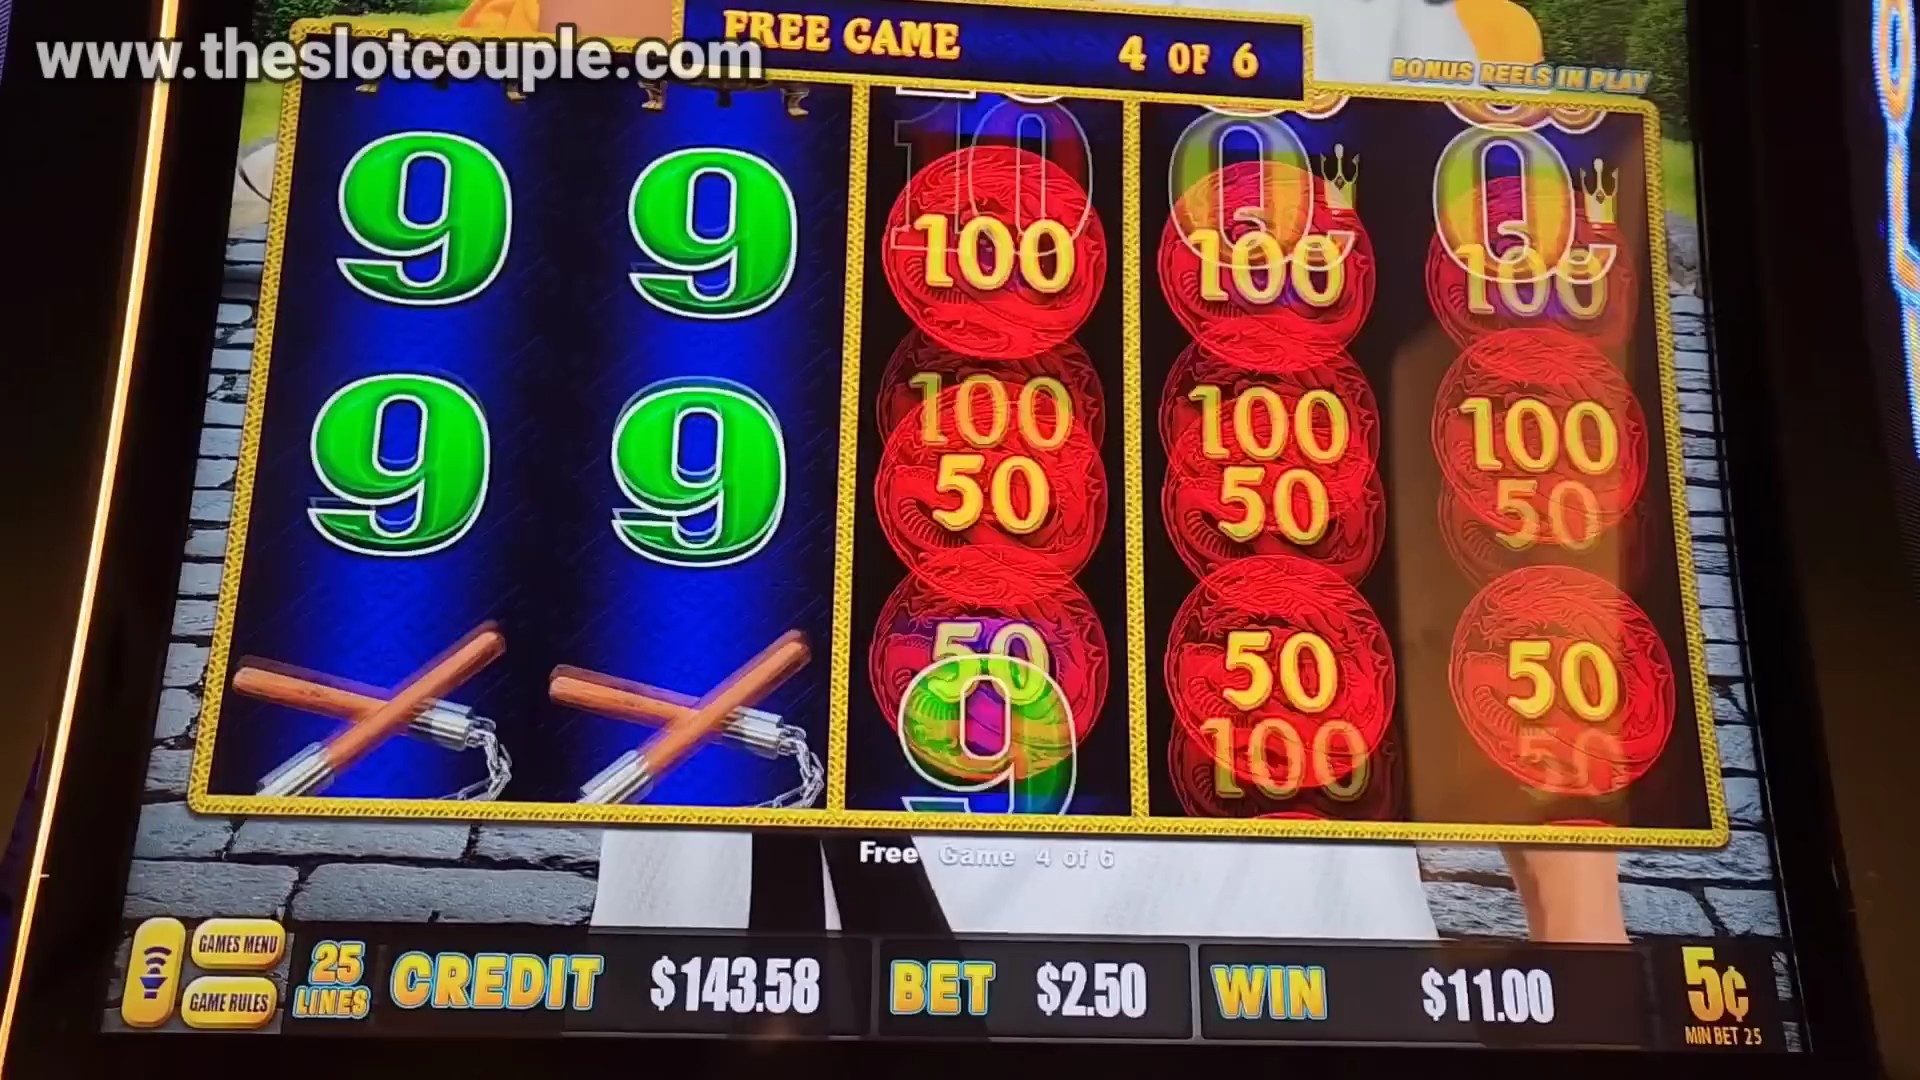 www.theslotcouple.com
FREE GAME 4 OF 6
BONUS REELS IN PLAY
10 Q Q
9 9 100 100 100
9 9 100 100 100
50 50 50
50 50 50
9 100 50
Free Game 4 of 6
GAMES MENU
GAME RULES
25 LINES
CREDIT $143.58
BET $2.50
WIN $11.00
5¢
MIN BET 25